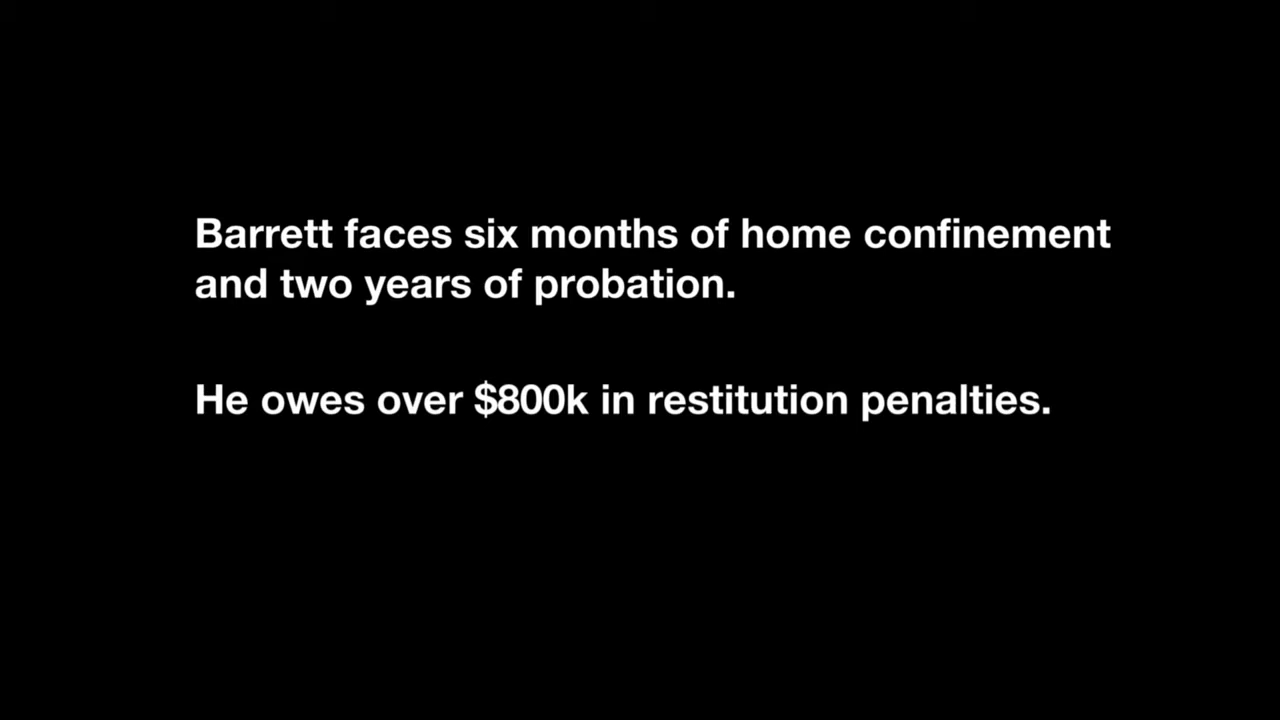 Barrett faces six months of home confinement
and two years of probation.
He owes over $800k in restitution penalties.